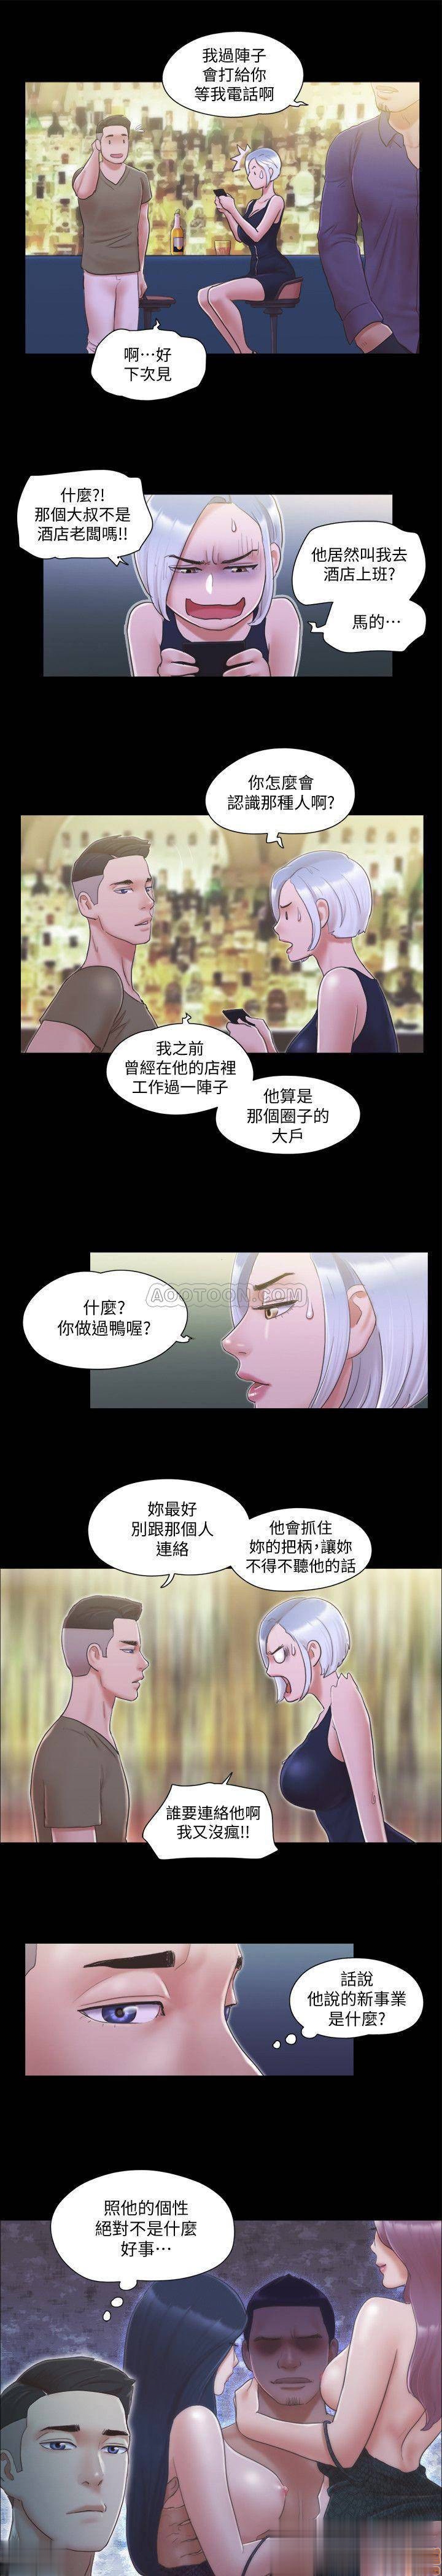 我過陣子
會打給你
等我電話啊
啊⋯好
下次見
什麼?!
那個大叔不是
酒店老闆嗎!!
他居然叫我去
酒店上班?
馬的⋯
你怎麼會
認識那種人啊?
我之前
曾經在他的店裡
工作過一陣子
他算是
那個圈子的
大戶
什麼?
你做過鴨喔?
AOOTOON.COM
妳最好
別跟那個人
連絡
他會抓住
妳的把柄,讓妳
不得不聽他的話
誰要連絡他啊
我又沒瘋!!
話說
他說的新事業
是什麼?
照他的個性
絕對不是什麼
好事⋯